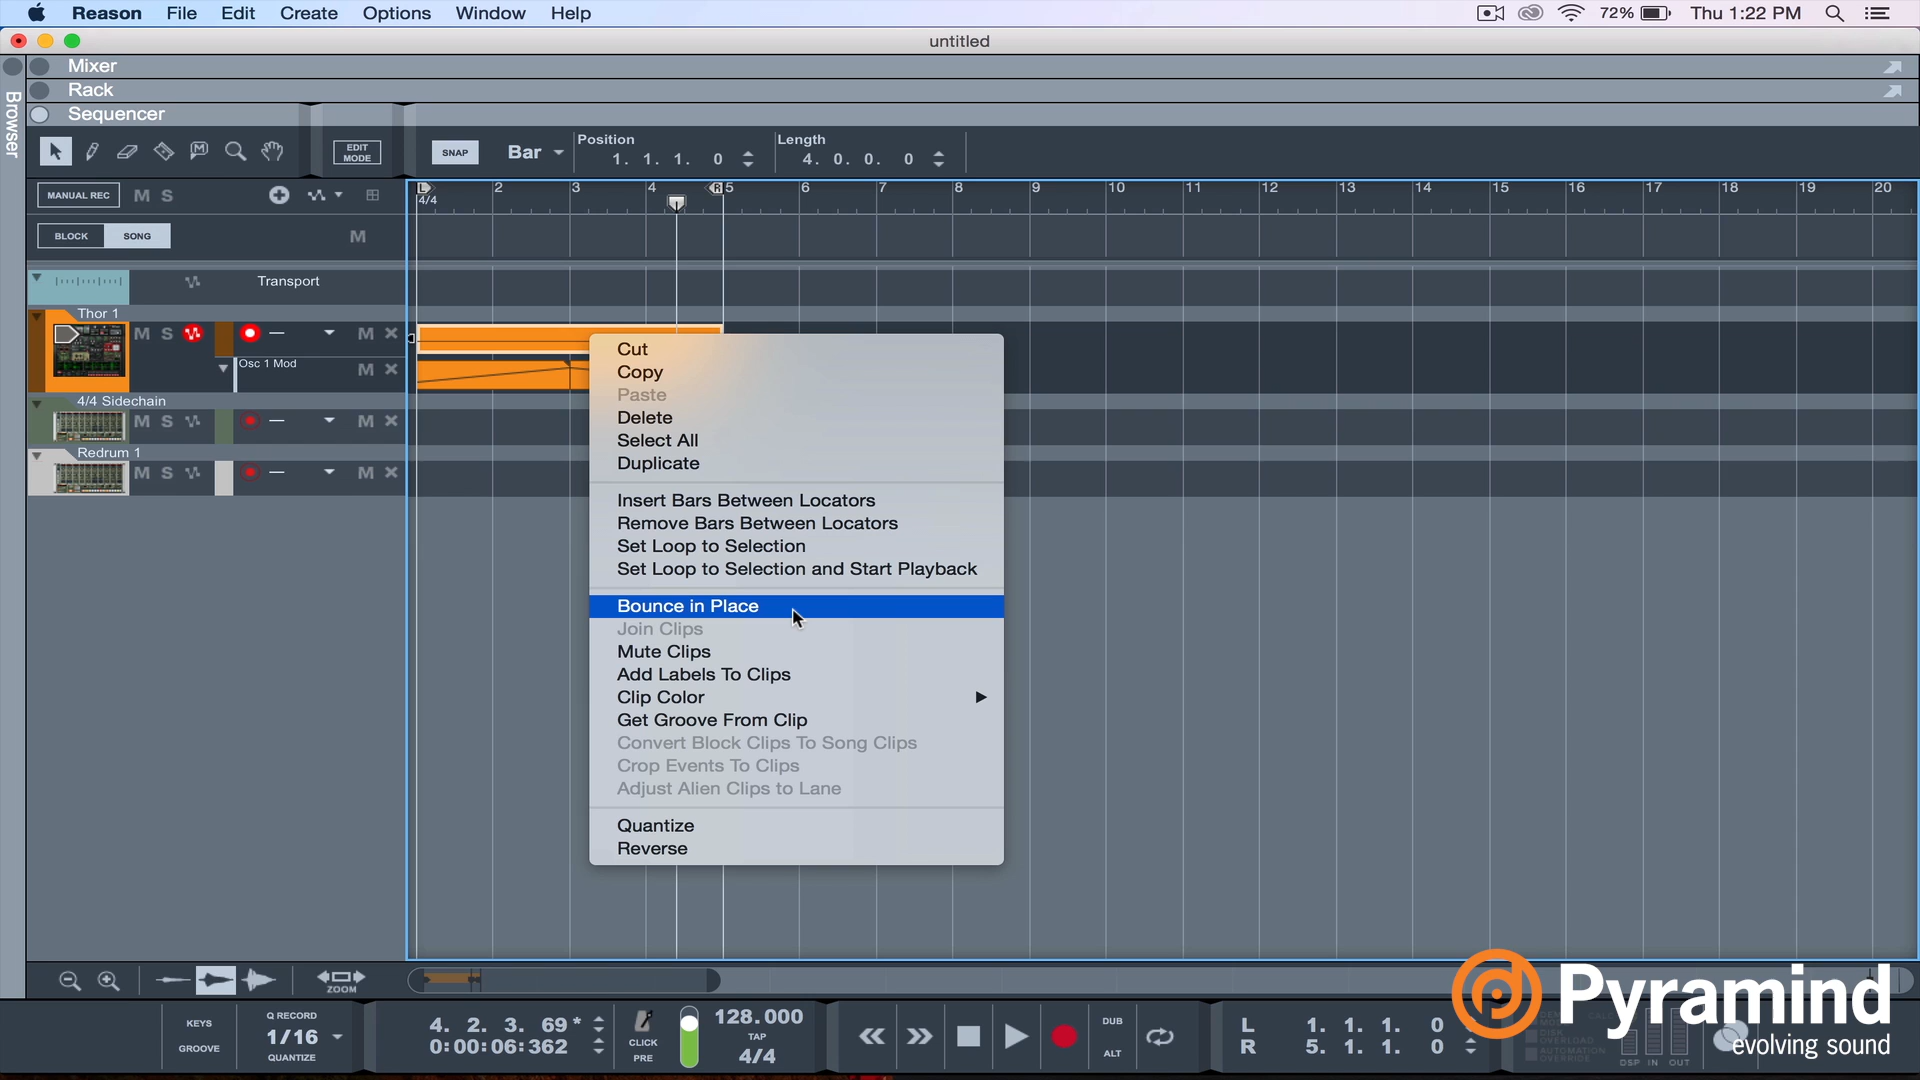 Reason File Edit Create Options Window Help
72% Thu 1:22 PM
untitled
Browser
Mixer
Rack
Sequencer
EDIT MODE
SNAP
Bar
Position
1. 1. 1. 0
Length
4. 0. 0. 0
MANUAL REC
M S
L 2 3 4 R 5 6 7 8 9 10 11 12 13 14 15 16 17 18 19 20
4/4
BLOCK SONG
M
Transport
Thor 1
M S M
Osc 1 Mod
M
4/4 Sidechain
M S M
Redrum 1
M S M
Cut
Copy
Paste
Delete
Select All
Duplicate
Insert Bars Between Locators
Remove Bars Between Locators
Set Loop to Selection
Set Loop to Selection and Start Playback
Bounce in Place
Join Clips
Mute Clips
Add Labels To Clips
Clip Color
Get Groove From Clip
Convert Block Clips To Song Clips
Crop Events To Clips
Adjust Alien Clips to Lane
Quantize
Reverse
ZOOM
KEYS
GROOVE
Q RECORD
1/16
QUANTIZE
4. 2. 3. 69 *
0:00:06:362
CLICK
PRE
128.000
TAP
4/4
DUB
ALT
L 1. 1. 1. 0
R 5. 1. 1. 0
DSP IN OUT
Pyramind
evolving sound